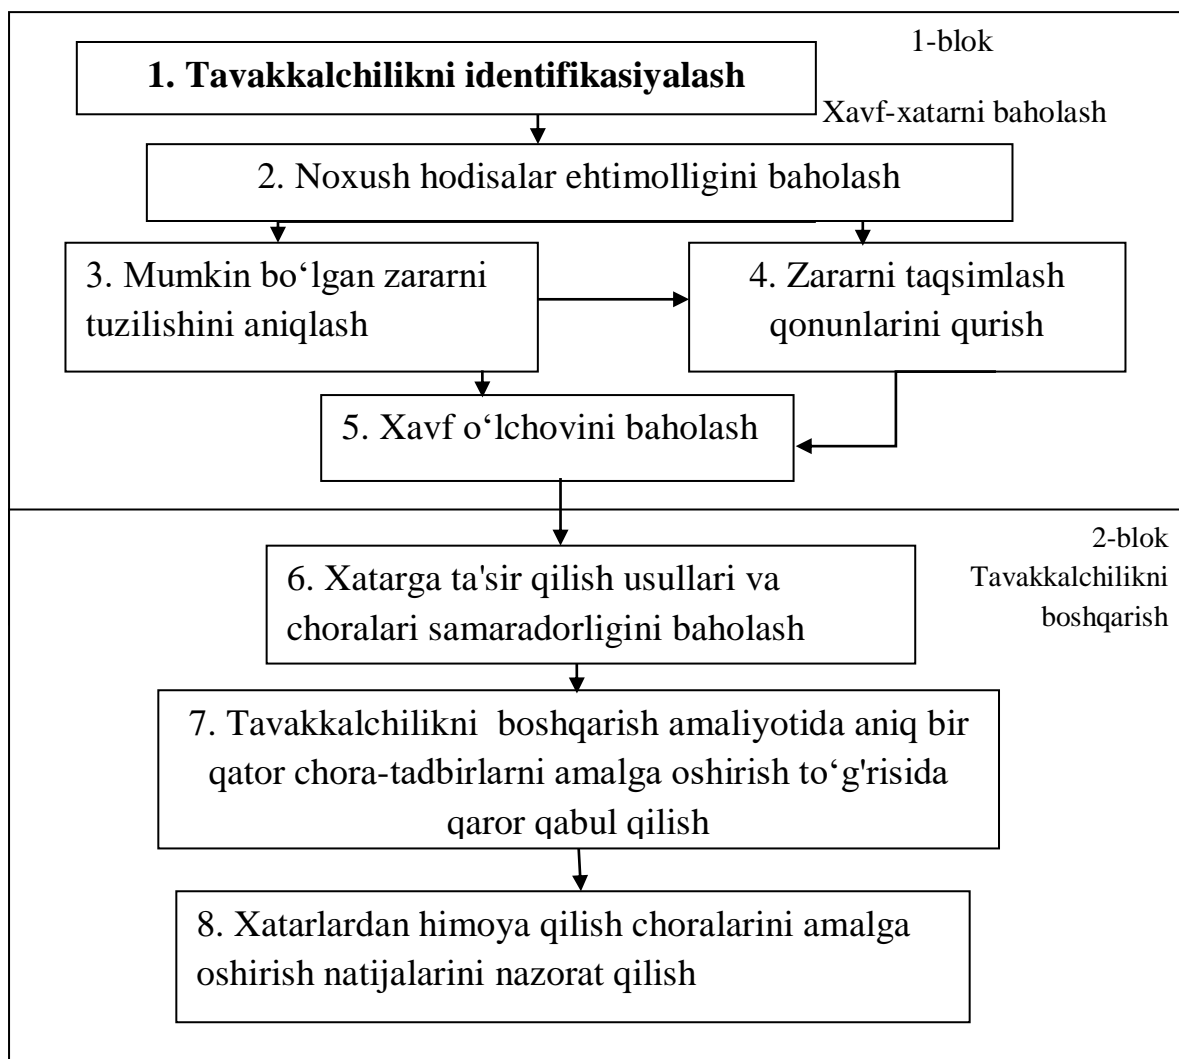 1-blok
1. Tavakkalchilikni identifikasiyalash
Xavf-xatarni baholash
2. Noxush hodisalar ehtimolligini baholash
3. Mumkin bo‘lgan zararni
tuzilishini aniqlash
4. Zararni taqsimlash
qonunlarini qurish
5. Xavf o‘lchovini baholash
2-blok
Tavakkalchilikni
boshqarish
6. Xatarga ta'sir qilish usullari va
choralari samaradorligini baholash
7. Tavakkalchilikni  boshqarish amaliyotida aniq bir
qator chora-tadbirlarni amalga oshirish to‘g'risida
qaror qabul qilish
8. Xatarlardan himoya qilish choralarini amalga
oshirish natijalarini nazorat qilish